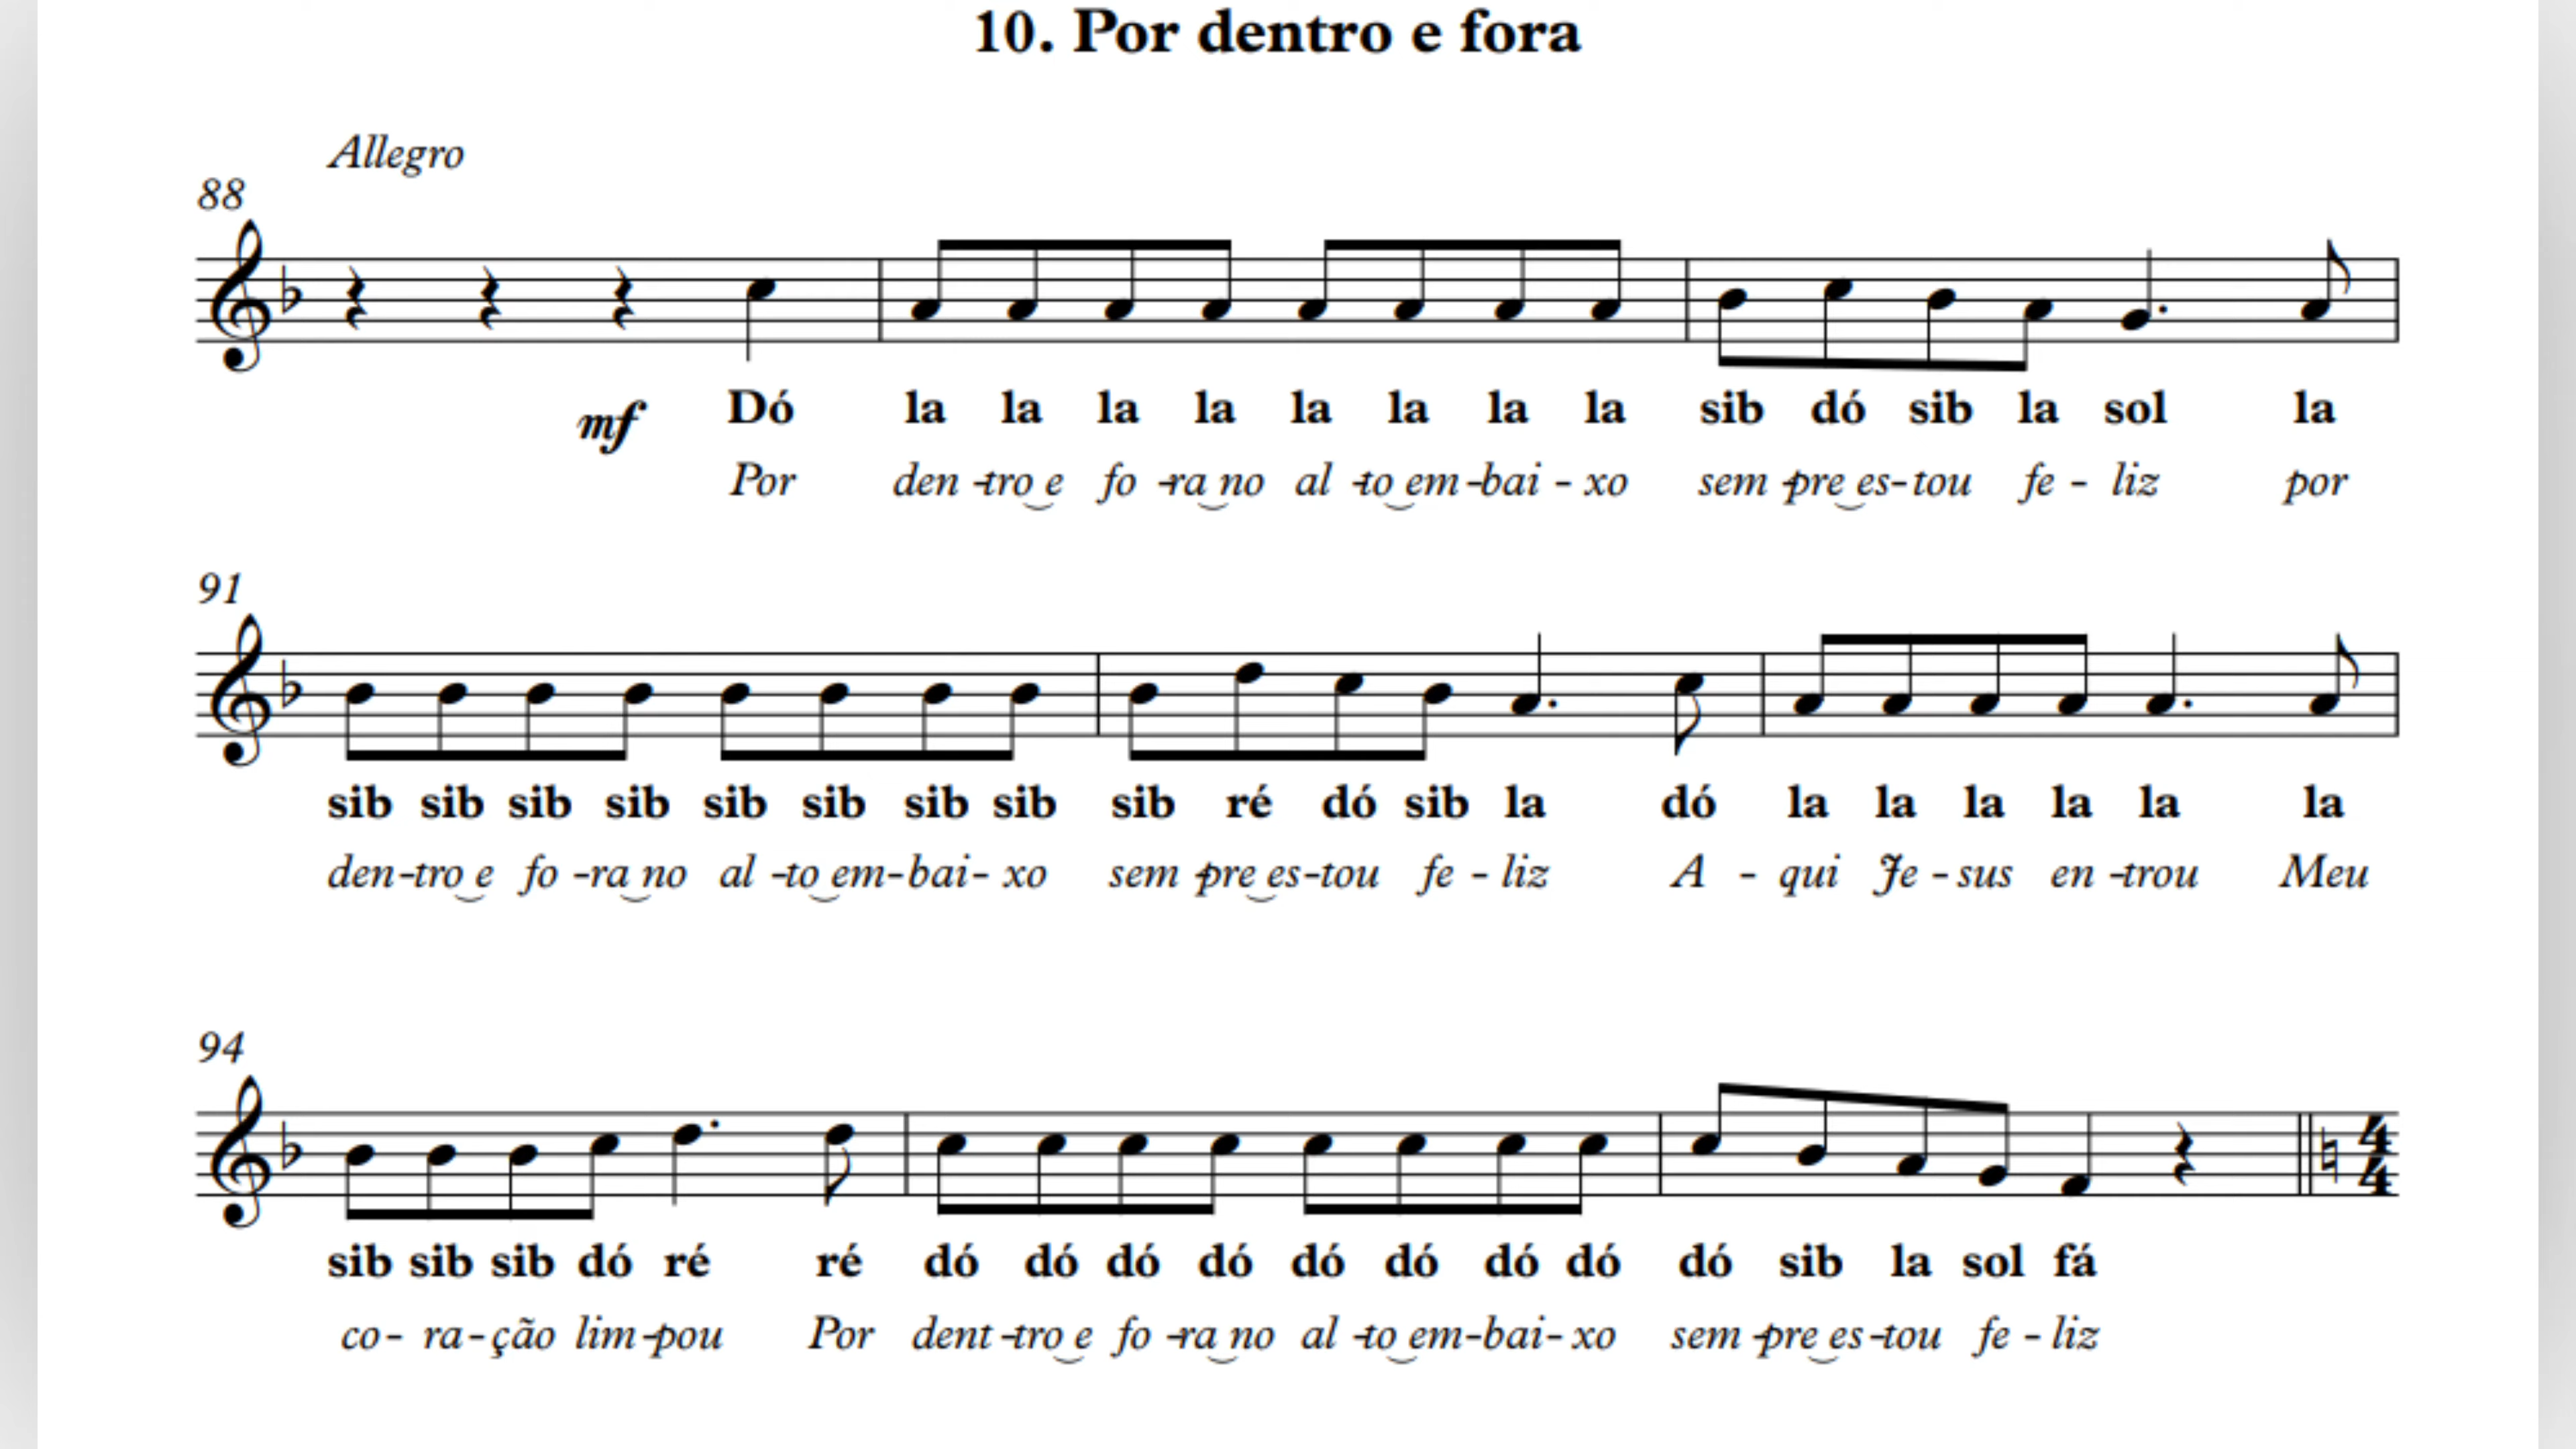 10. Por dentro e fora
Allegro
88
mf Dó la la la la la la la la sib dó sib la sol la
Por den-tro e fo-ra no al-to em-bai-xo sem-pre es-tou fe-liz por
91
sib sib sib sib sib sib sib sib sib ré dó sib la dó la la la la la la
den-tro e fo-ra no al-to em-bai-xo sem-pre es-tou fe-liz A-qui Je-sus en-trou Meu
94
4
4
sib sib sib dó ré ré dó dó dó dó dó dó dó dó dó sib la sol fá
co-ra-ção lim-pou Por dent-tro e fo-ra no al-to em-bai-xo sem-pre es-tou fe-liz